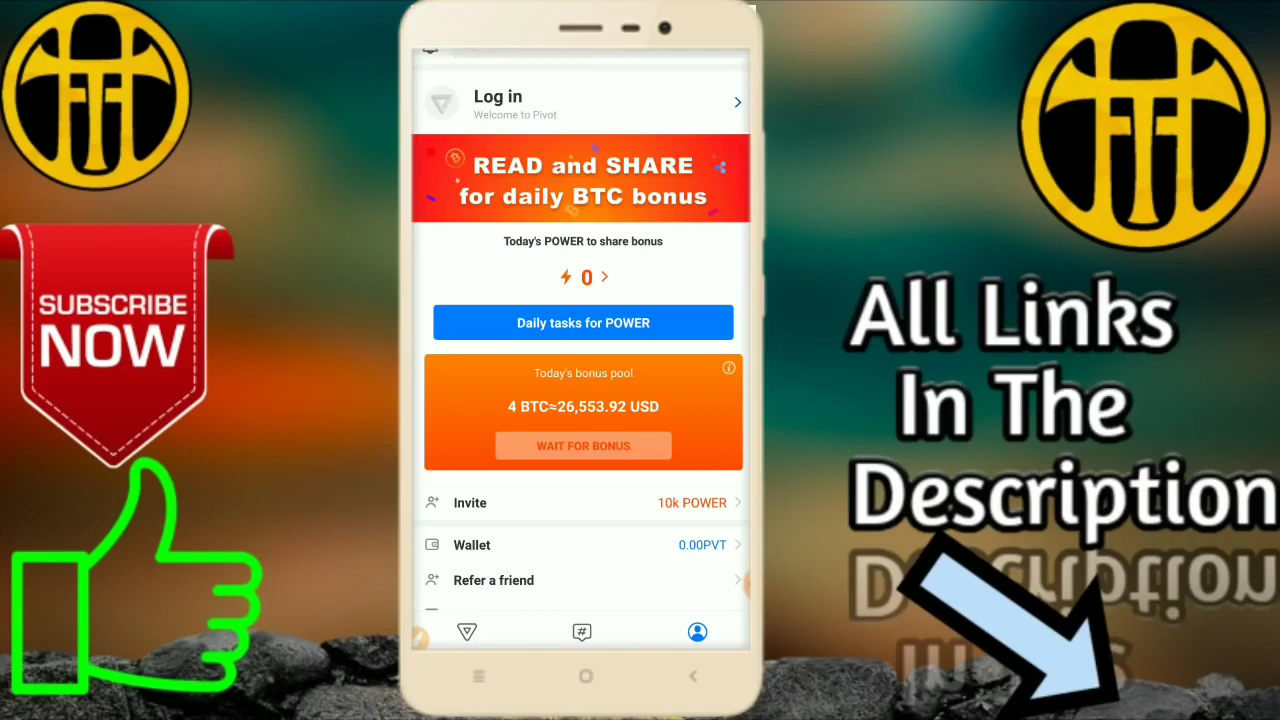 SUBSCRIBE
NOW
Log in
Welcome to Pivot
READ and SHARE
for daily BTC bonus
Today's POWER to share bonus
0
Daily tasks for POWER
Today's bonus pool
4 BTC≈26,553.92 USD
WAIT FOR BONUS
Invite
10k POWER
Wallet
0.00PVT
Refer a friend
All Links
In The
Description